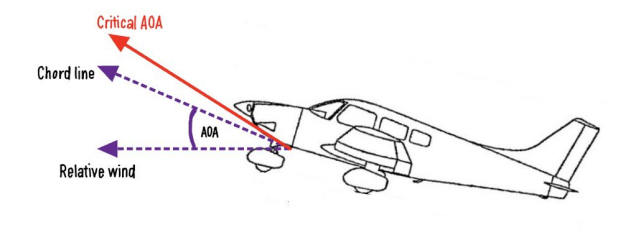 Critical AOA
Chord line
AOA
Relative wind